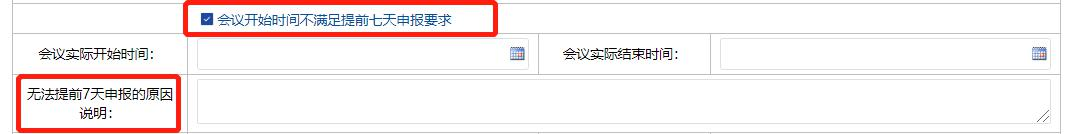 会议开始时间不满足提前七天申报要求
会议实际开始时间： 会议实际结束时间：
无法提前7天申报的原因
说明：